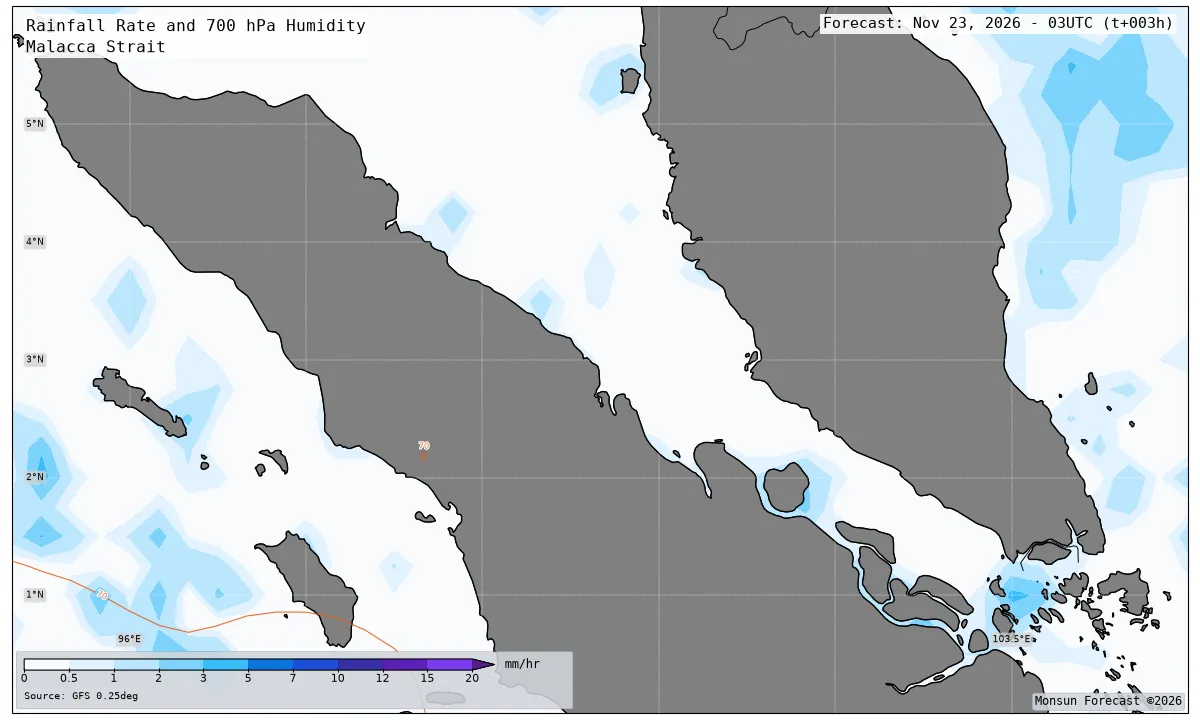 Rainfall Rate and 700 hPa Humidity
Malacca Strait
Forecast: Nov 23, 2026 - 03UTC (t+003h)
5°N
4°N
3°N
70
2°N
1°N
70
96°E
103.5°E
mm/hr
0 0.5 1 2 3 5 7 10 12 15 20
Source: GFS 0.25deg
Monsun Forecast ©2026